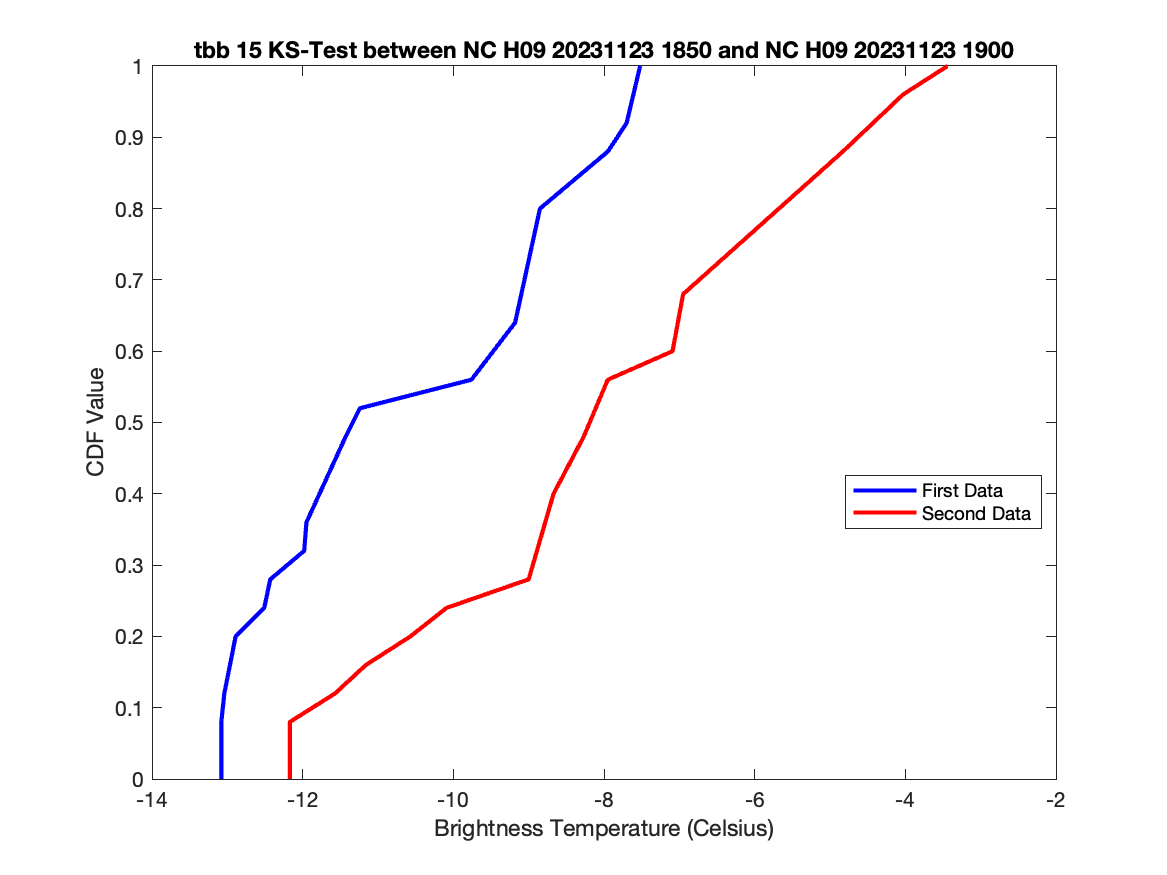 tbb 15 KS-Test between NC H09 20231123 1850 and NC H09 20231123 1900
1
0.9
0.8
0.7
0.6
0.5
0.4
0.3
0.2
0.1
0
CDF Value
First Data
Second Data
-14 -12 -10 -8 -6 -4 -2
Brightness Temperature (Celsius)